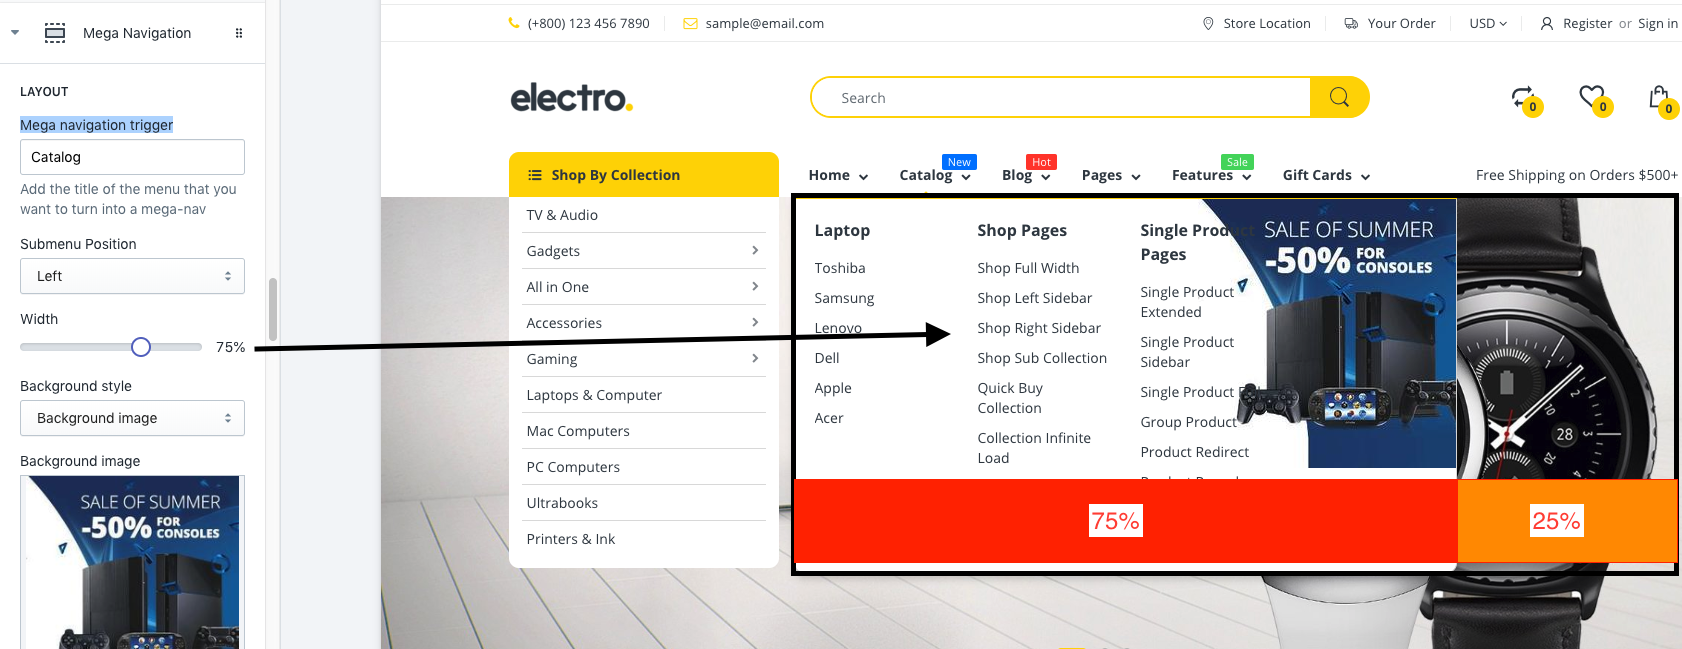 Mega Navigation
LAYOUT
Mega navigation trigger
Catalog
Add the title of the menu that you
want to turn into a mega-nav
Submenu Position
Left
Width
75%
Background style
Background image
Background image
SALE OF SUMMER
-50% FOR
CONSOLES
(+800) 123 456 7890
sample@email.com
Store Location
Your Order
USD
Register or Sign in
electro.
Search
0
0
0
Shop By Collection
Home
Catalog
New
Blog
Hot
Pages
Features
Sale
Gift Cards
Free Shipping on Orders $500+
TV & Audio
Gadgets
All in One
Accessories
Gaming
Laptops & Computer
Mac Computers
PC Computers
Ultrabooks
Printers & Ink
Laptop
Toshiba
Samsung
Lenovo
Dell
Apple
Acer
Shop Pages
Shop Full Width
Shop Left Sidebar
Shop Right Sidebar
Shop Sub Collection
Quick Buy
Collection
Collection Infinite
Load
Single Product
Pages
Single Product
Extended
Single Product
Sidebar
Single Product
Group Product
Product Redirect
SALE OF SUMMER
-50% FOR
CONSOLES
10
28
20
75%
25%